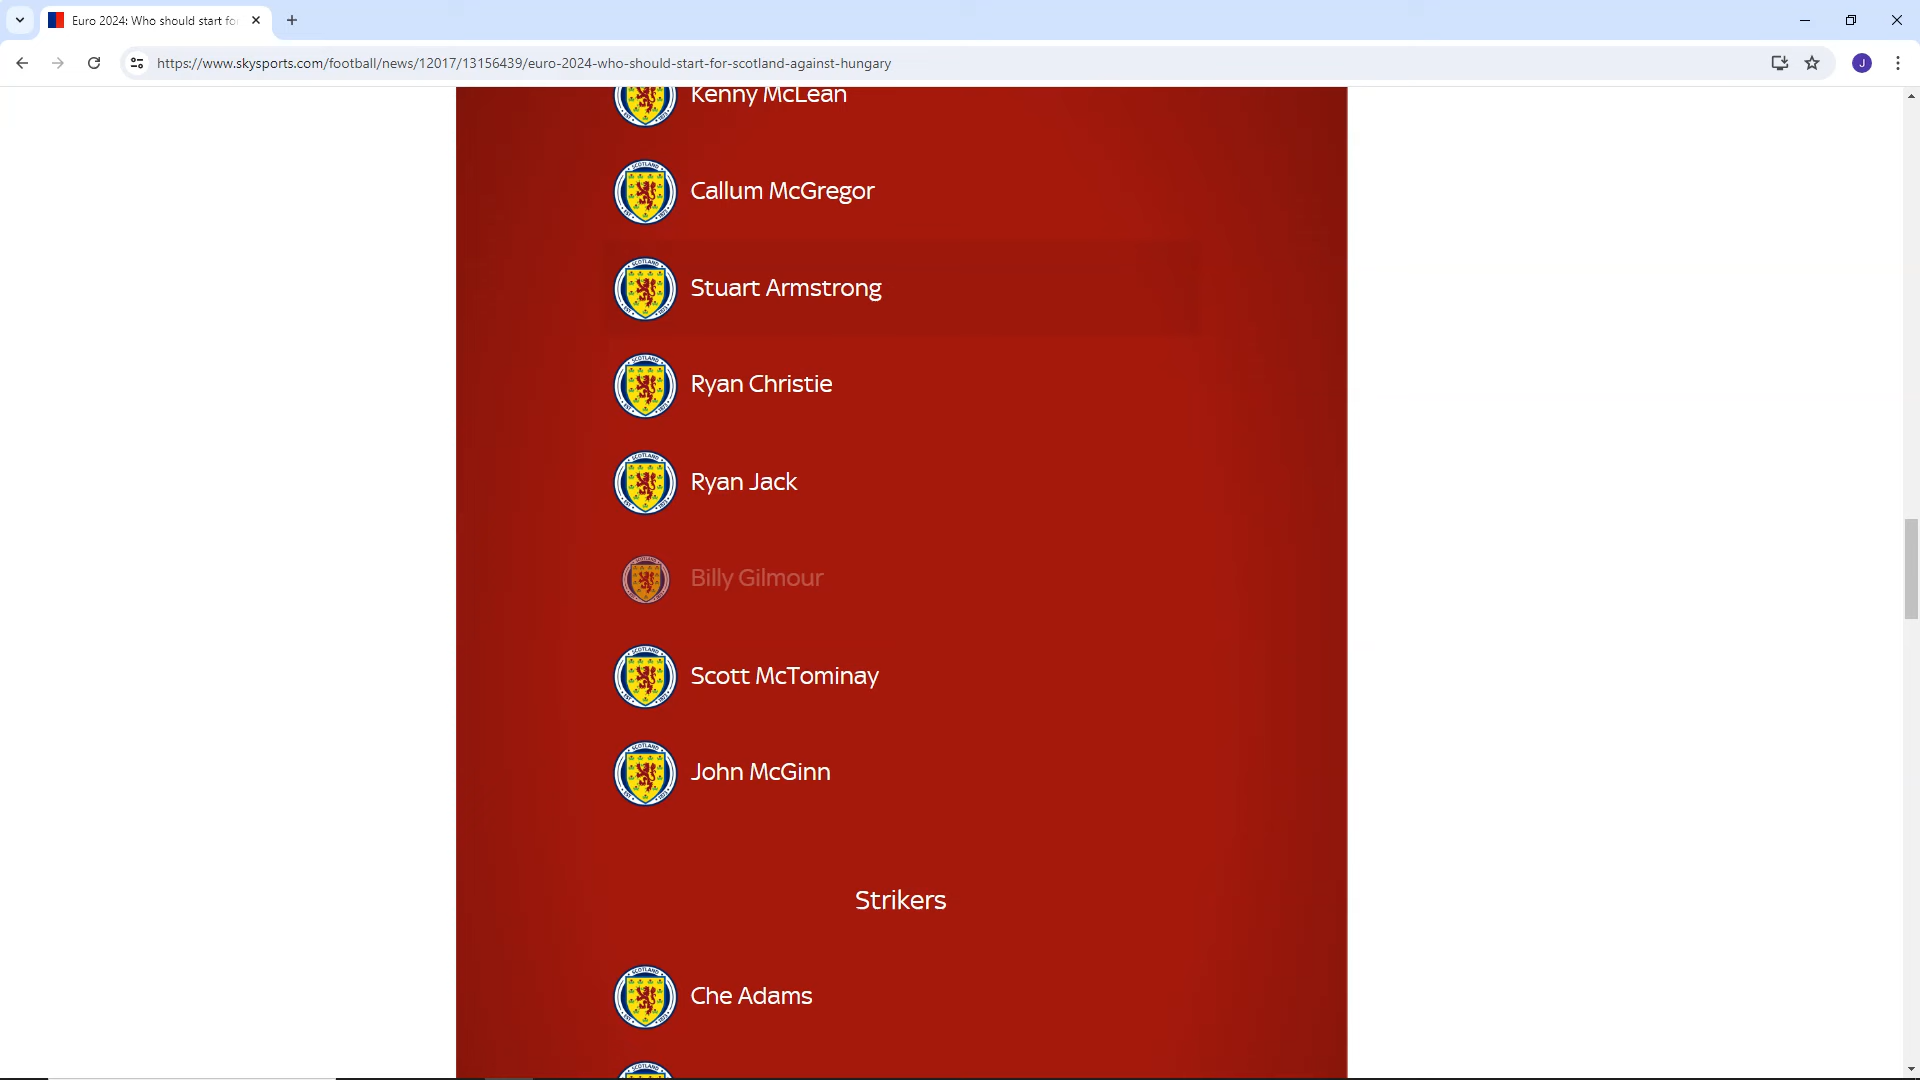 Euro 2024: Who should start fo
https://www.skysports.com/football/news/12017/13156439/euro-2024-who-should-start-for-scotland-against-hungary
J
Kenny McLean
Callum McGregor
Stuart Armstrong
Ryan Christie
Ryan Jack
Billy Gilmour
Scott McTominay
John McGinn
Strikers
Che Adams